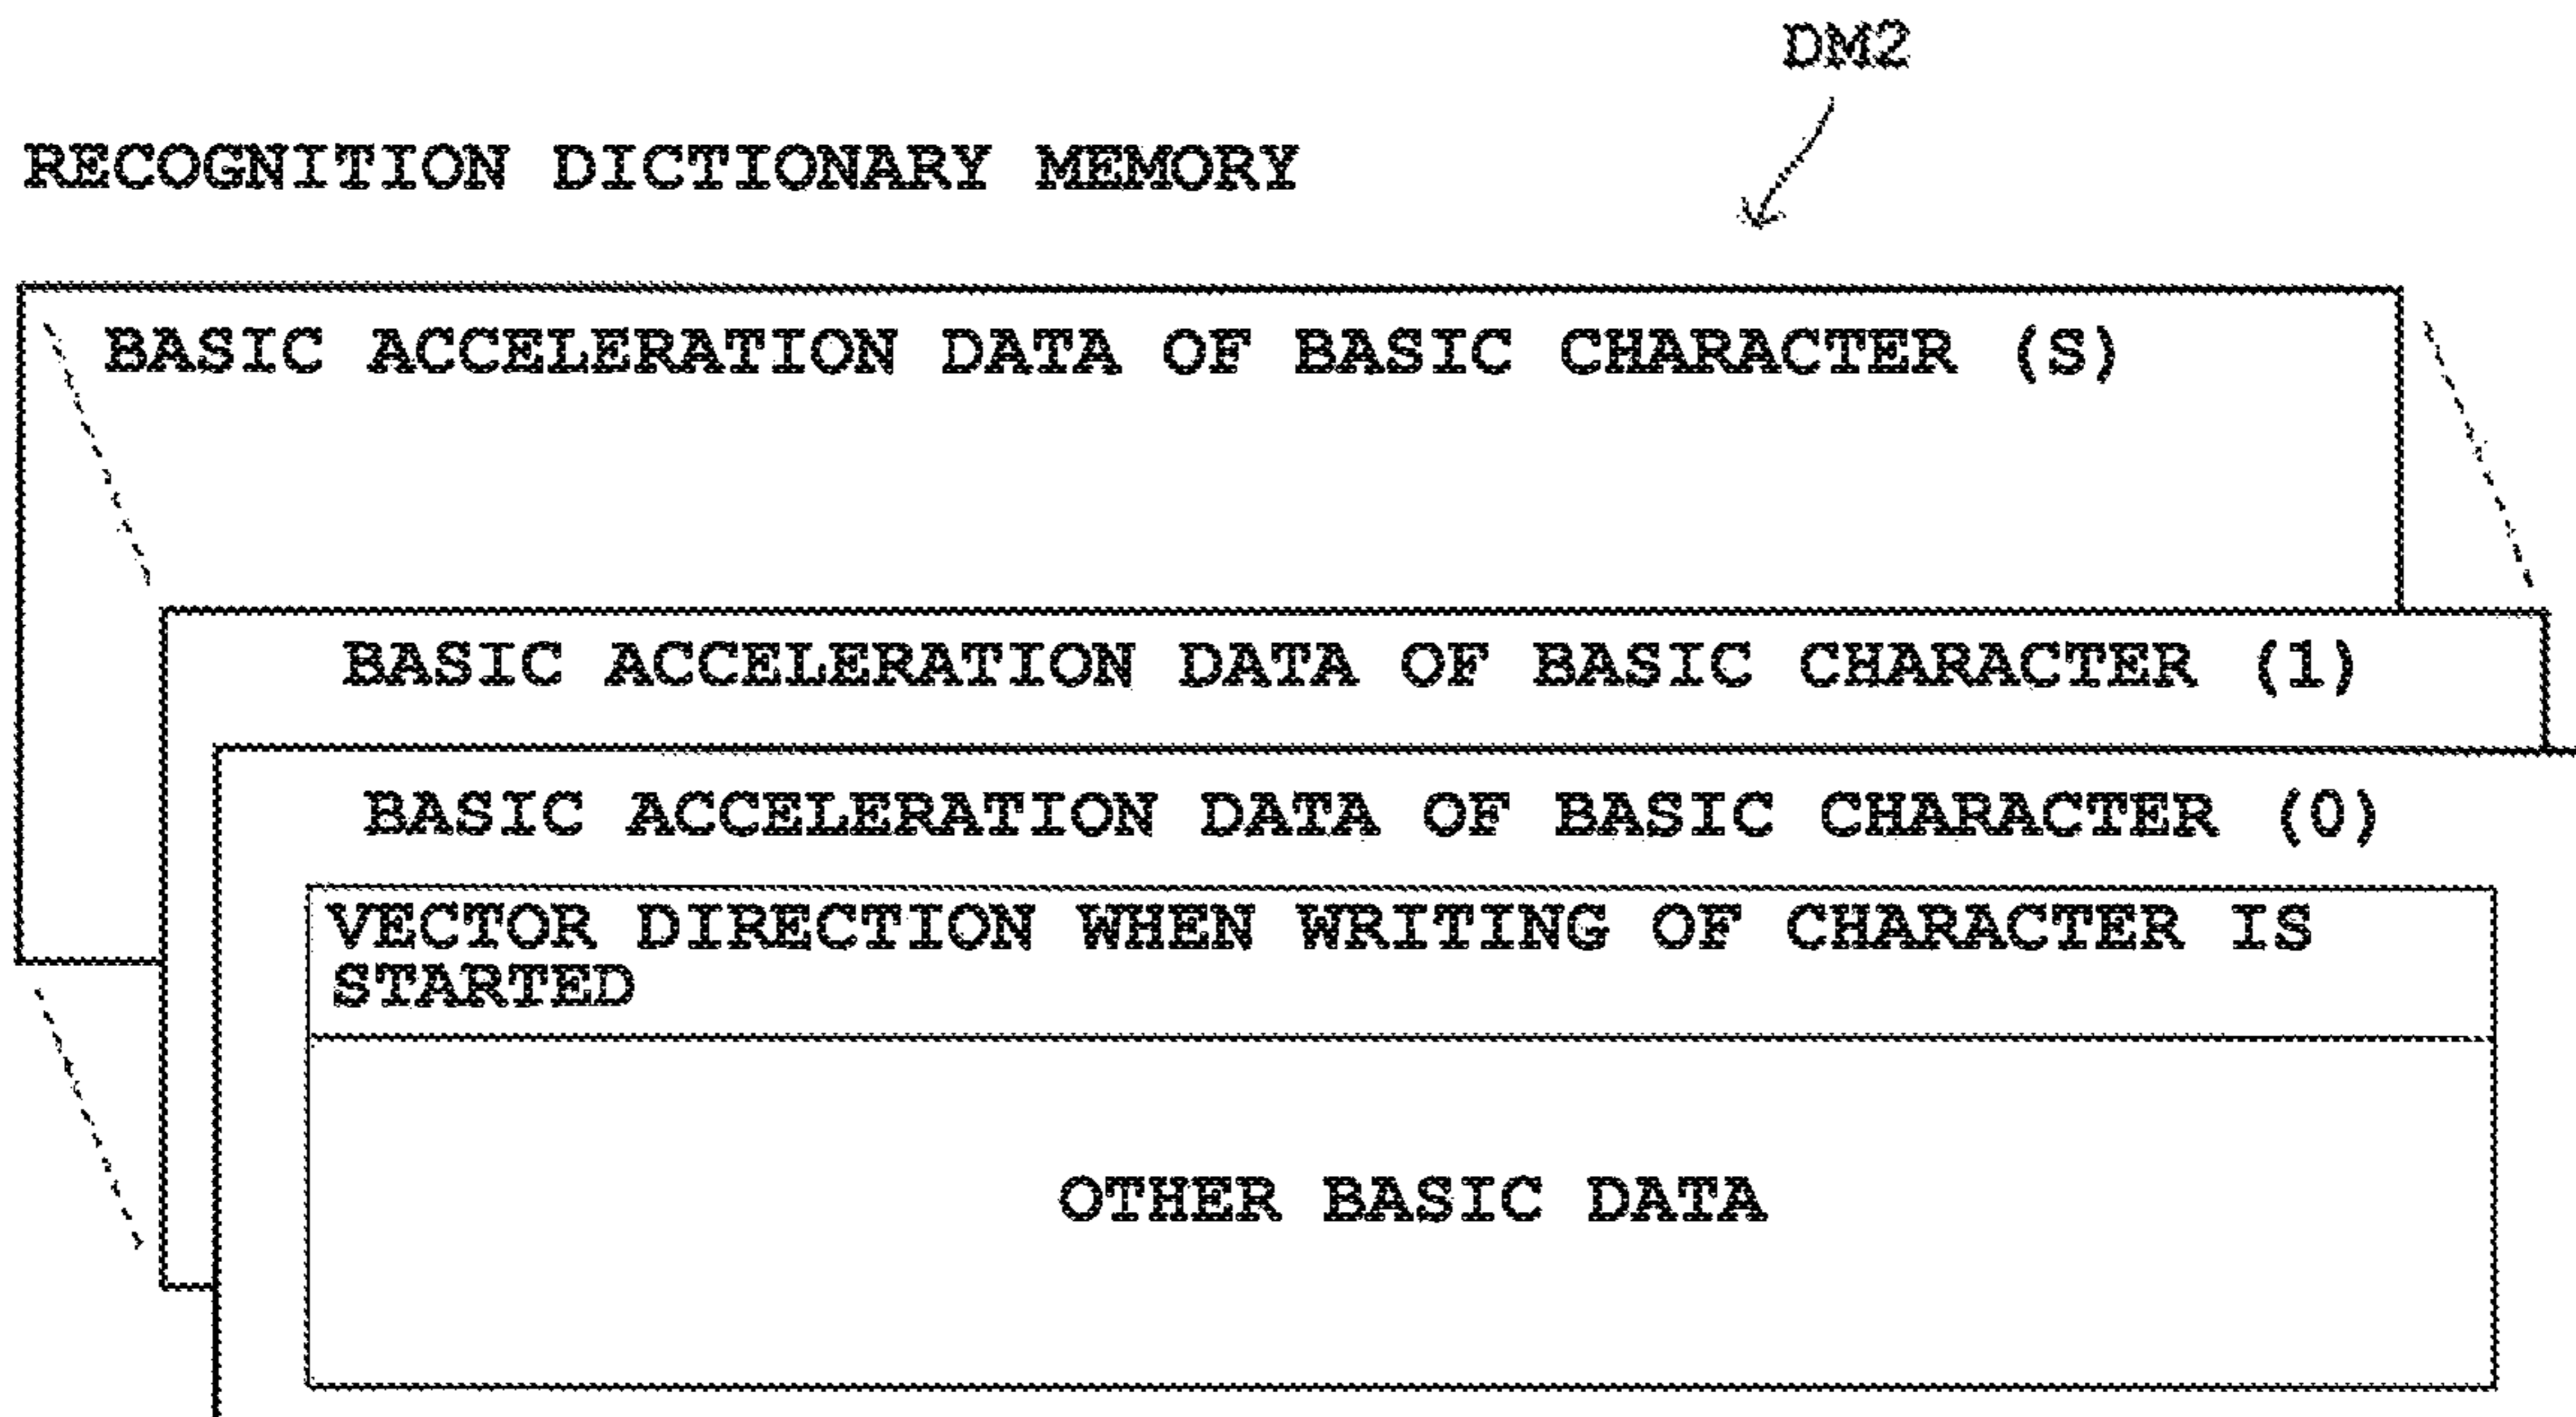 DM2
RECOGNITION DICTIONARY MEMORY
BASIC ACCELERATION DATA OF BASIC CHARACTER (S)
BASIC ACCELERATION DATA OF BASIC CHARACTER (1)
BASIC ACCELERATION DATA OF BASIC CHARACTER (0)
VECTOR DIRECTION WHEN WRITING OF CHARACTER IS
STARTED
OTHER BASIC DATA